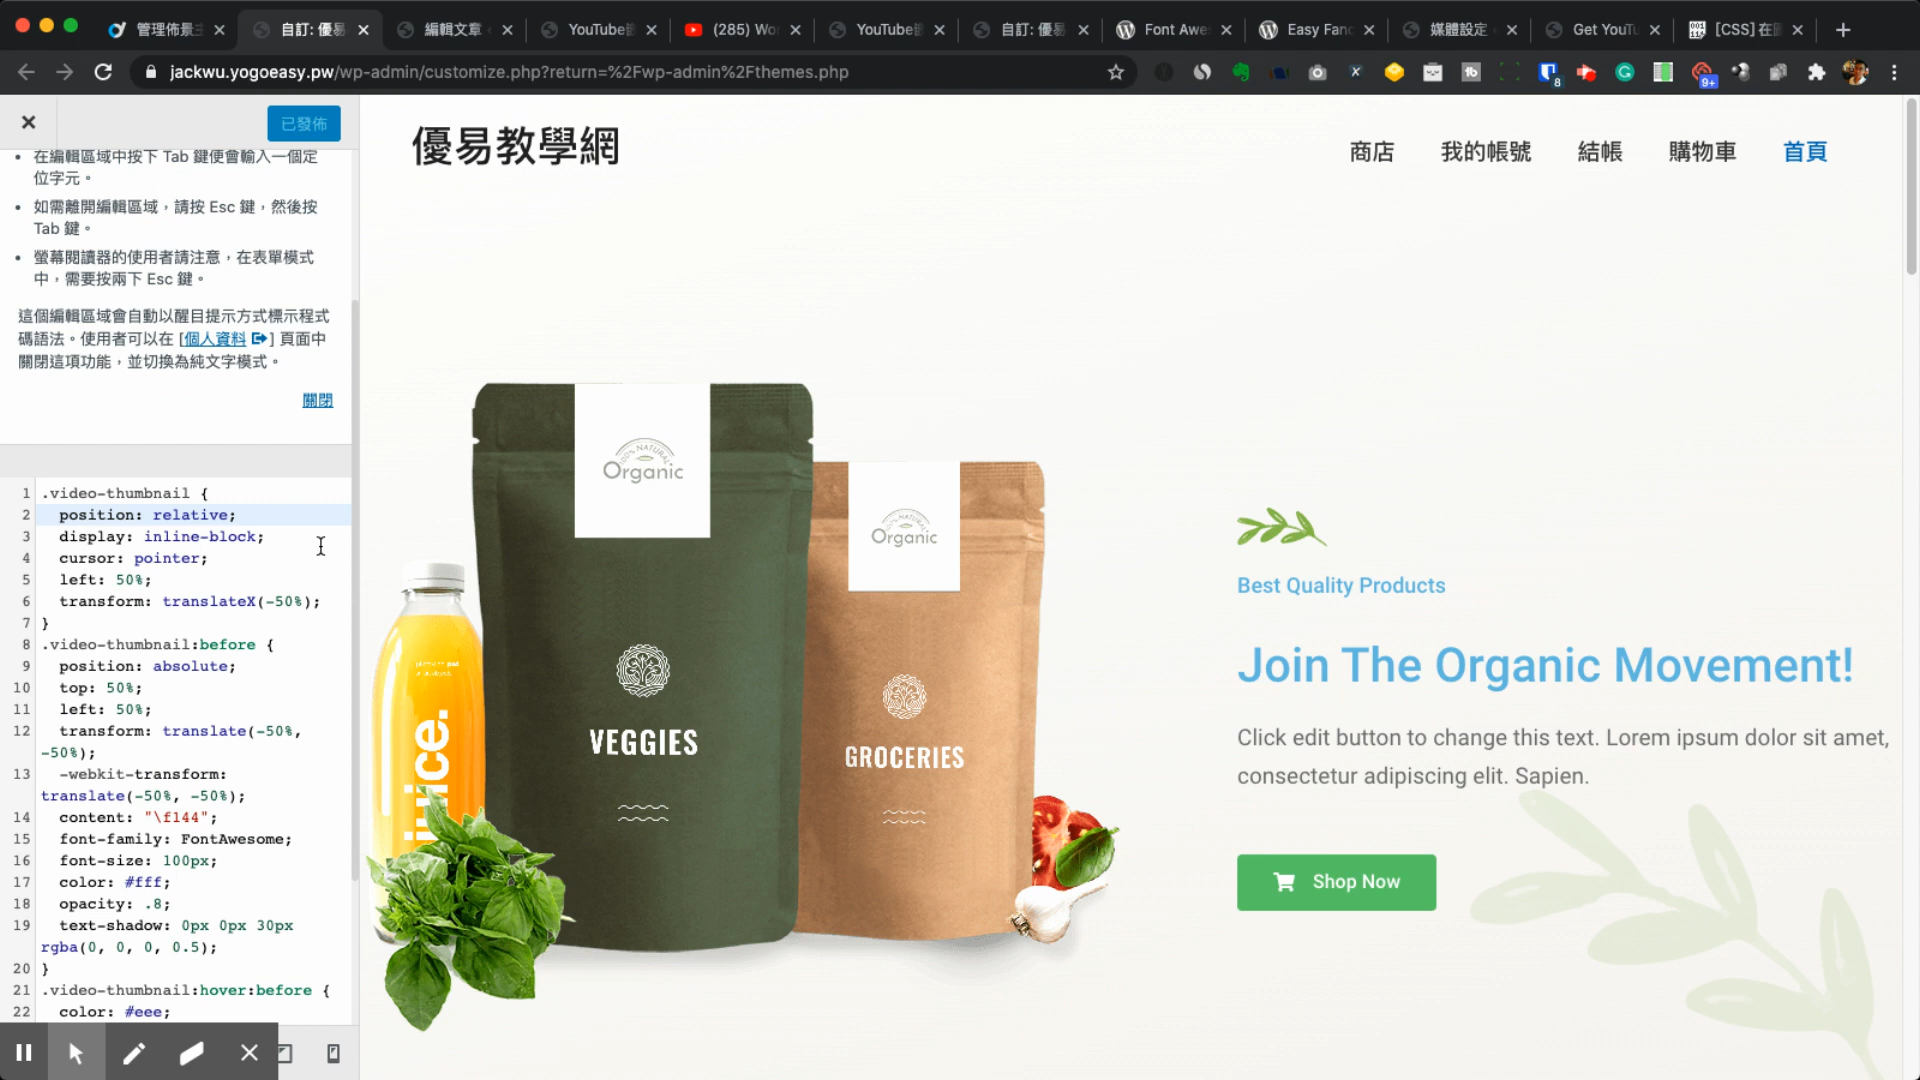 管理佈景主
自訂: 優易
編輯文章
YouTube
(285) Wo
YouTube
自訂: 優易
Font Awe
Easy Fanc
媒體設定
Get YouTu
[CSS] 在
jackwu.yogoeasy.pw/wp-admin/customize.php?return=%2Fwp-admin%2Fthemes.php
8
9+
已發佈
在編輯區域中按下 Tab 鍵便會輸入一個定
位字元。
如需離開編輯區域，請按 Esc 鍵，然後按
Tab 鍵。
螢幕閱讀器的使用者請注意，在表單模式
中，需要按兩下 Esc 鍵。
這個編輯區域會自動以醒目提示方式標示程式
碼語法。使用者可以在 [個人資料] 頁面中
關閉這項功能，並切換為純文字模式。
關閉
1 .video-thumbnail {
2 position: relative;
3 display: inline-block;
4 cursor: pointer;
5 left: 50%;
6 transform: translateX(-50%);
7 }
8 .video-thumbnail:before {
9 position: absolute;
10 top: 50%;
11 left: 50%;
12 transform: translate(-50%,
-50%);
13 -webkit-transform:
translate(-50%, -50%);
14 content: "\f144";
15 font-family: FontAwesome;
16 font-size: 100px;
17 color: #fff;
18 opacity: .8;
19 text-shadow: 0px 0px 30px
rgba(0, 0, 0, 0.5);
20 }
21 .video-thumbnail:hover:before {
22 color: #eee;
優易教學網
商店
我的帳號
結帳
購物車
首頁
100% NATURAL
Organic
VEGGIES
100% NATURAL
Organic
GROCERIES
juice.
Best Quality Products
Join The Organic Movement!
Click edit button to change this text. Lorem ipsum dolor sit amet,
consectetur adipiscing elit. Sapien.
Shop Now